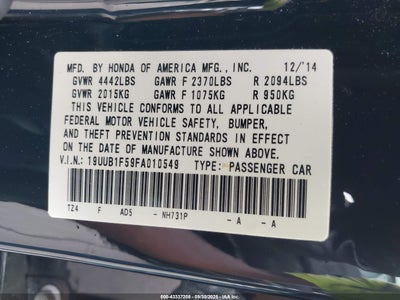 MFD. BY HONDA OF AMERICA MFG., INC. 12/'14
GVWR 4442LBS GAWR F 2370LBS R 2094LBS
GVWR 2015KG GAWR F 1075KG R 950KG
THIS VEHICLE CONFORMS TO ALL APPLICABLE
FEDERAL MOTOR VEHICLE SAFETY, BUMPER,
AND THEFT PREVENTION STANDARDS IN EFFECT
ON THE DATE OF MANUFACTURE SHOWN ABOVE.
V.I.N.: 19UUB1F59FA010549 TYPE: PASSENGER CAR
TZ4 F AD5 - NH731P - A - A
000-43337209 - 09/30/2025 - IAA Inc.